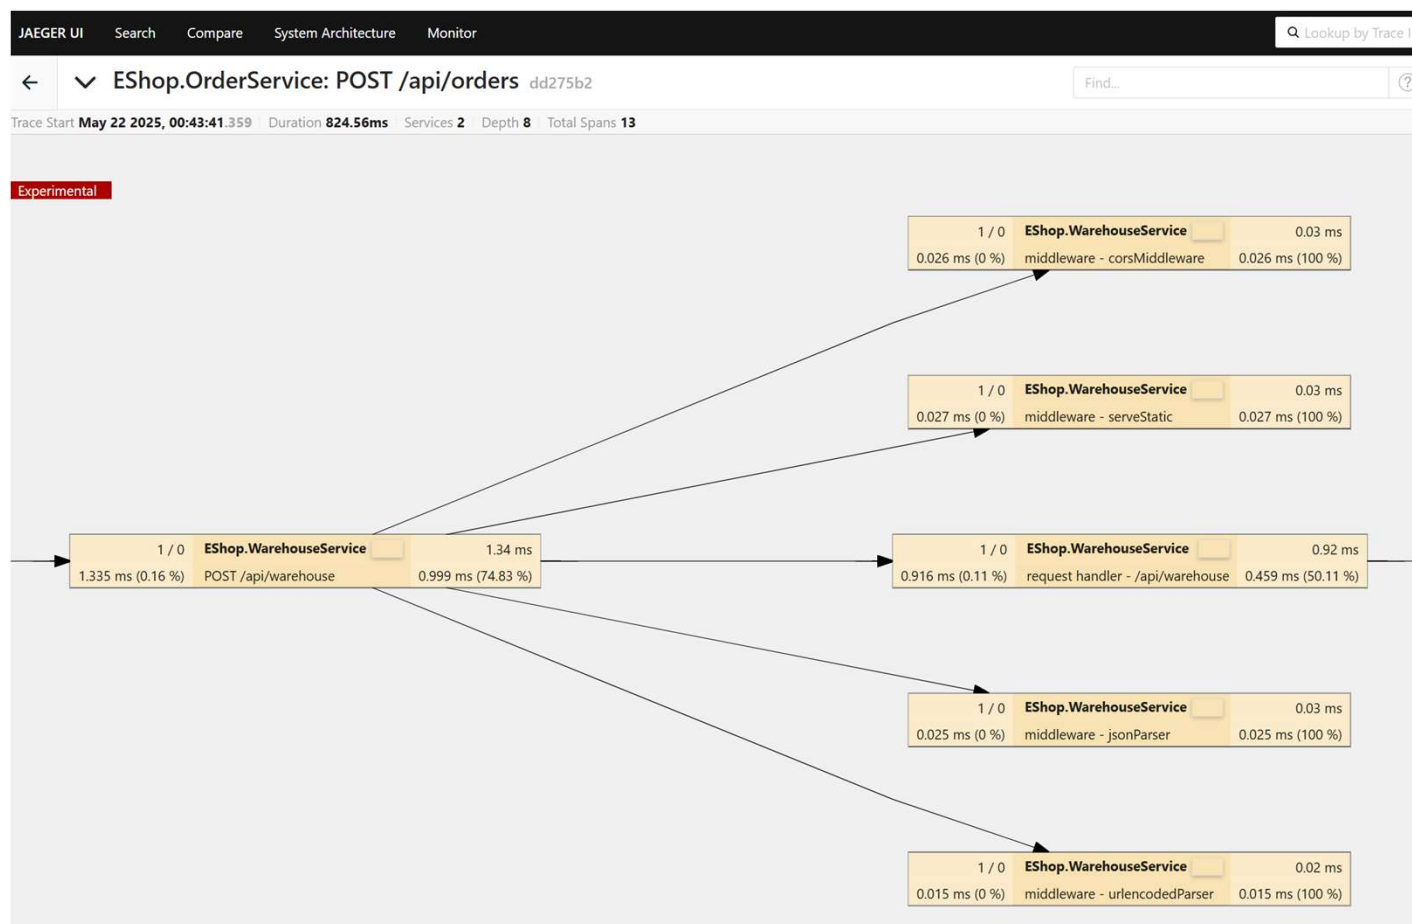 JAEGER UI Search Compare System Architecture Monitor Lookup by Trace I
EShop.OrderService: POST /api/orders dd275b2 Find...
Trace Start May 22 2025, 00:43:41.359 Duration 824.56ms Services 2 Depth 8 Total Spans 13
Experimental
1 / 0 EShop.WarehouseService 0.03 ms
0.026 ms (0 %) middleware - corsMiddleware 0.026 ms (100 %)
1 / 0 EShop.WarehouseService 0.03 ms
0.027 ms (0 %) middleware - serveStatic 0.027 ms (100 %)
1 / 0 EShop.WarehouseService 1.34 ms
1.335 ms (0.16 %) POST /api/warehouse 0.999 ms (74.83 %)
1 / 0 EShop.WarehouseService 0.92 ms
0.916 ms (0.11 %) request handler - /api/warehouse 0.459 ms (50.11 %)
1 / 0 EShop.WarehouseService 0.03 ms
0.025 ms (0 %) middleware - jsonParser 0.025 ms (100 %)
1 / 0 EShop.WarehouseService 0.02 ms
0.015 ms (0 %) middleware - urlencodedParser 0.015 ms (100 %)